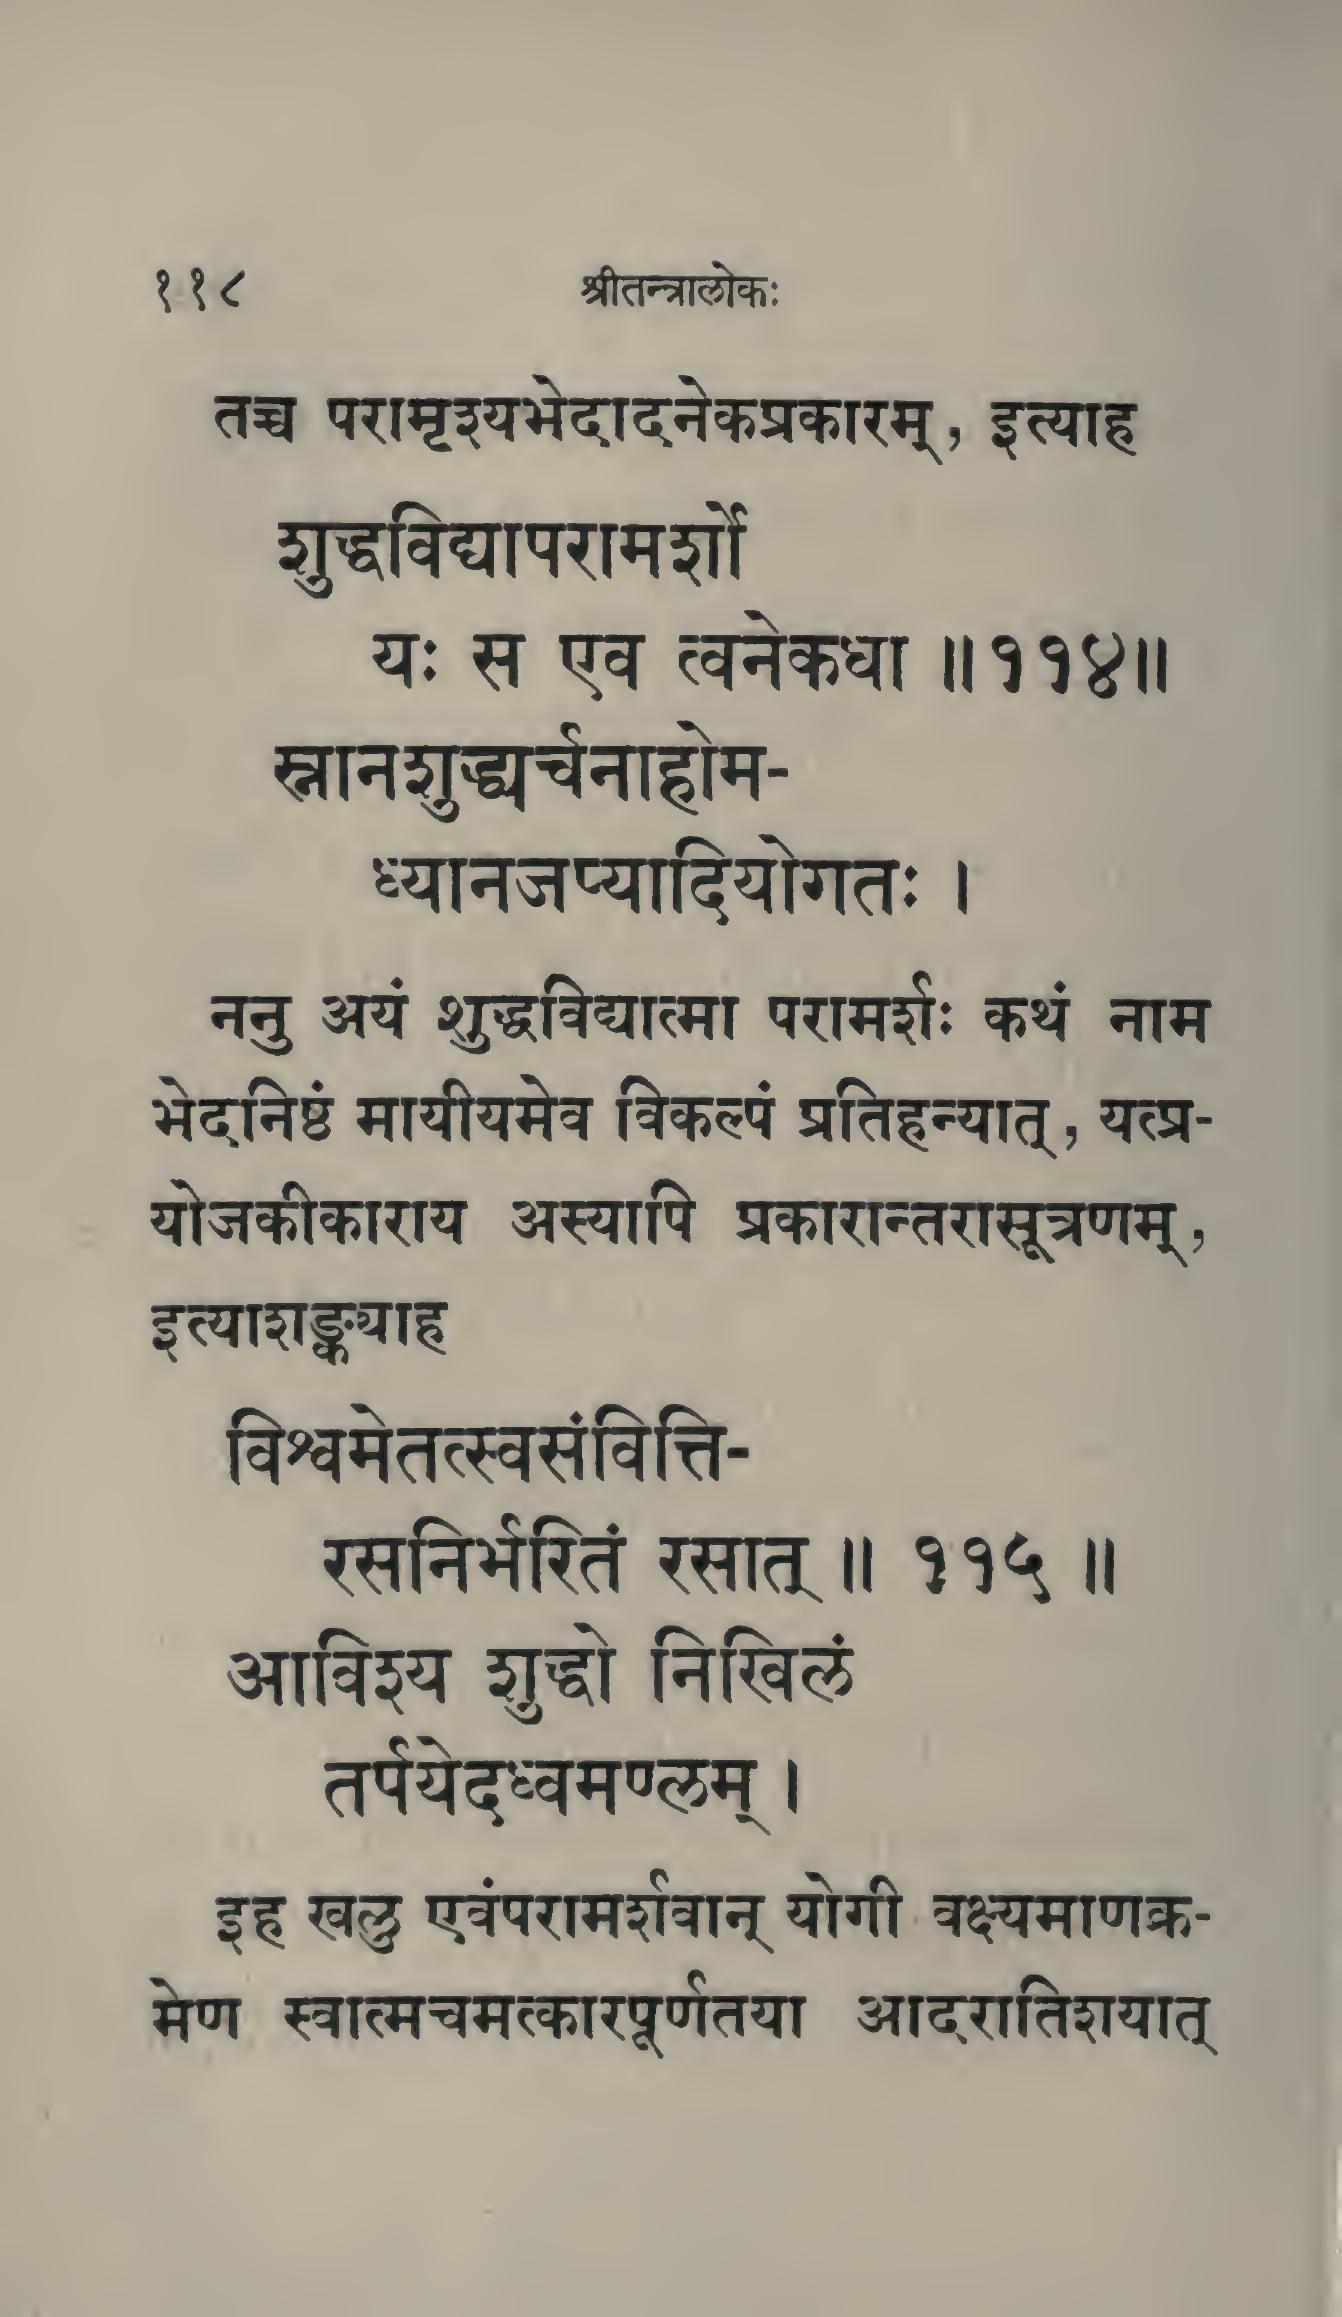 ११८ श्रीतन्त्रालोकः
तच्च परामृश्यभेदादनेकप्रकारम्, इत्याह
शुद्धविद्यापरामर्शो
यः स एव त्वनेकधा ॥११४॥
स्नानशुद्ध्यर्चनाहोम-
ध्यानजप्यादियोगतः ।
ननु अयं शुद्धविद्यात्मा परामर्शः कथं नाम
भेदनिष्ठं मायीयमेव विकल्पं प्रतिहन्यात्, यत्प्र-
योजकीकाराय अस्यापि प्रकारान्तरासूत्रणम्,
इत्याशङ्क्याह
विश्वमेतत्स्वसंवित्ति-
रसनिर्भरितं रसात् ॥ ११५ ॥
आविश्य शुद्धो निखिलं
तर्पयेदध्वमण्लम् ।
इह खलु एवंपरामर्शवान् योगी वक्ष्यमाणक्र-
मेण स्वात्मचमत्कारपूर्णतया आदरातिशयात्